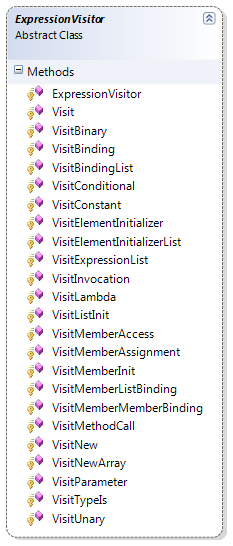 ExpressionVisitor
Abstract Class
Methods
ExpressionVisitor
Visit
VisitBinary
VisitBinding
VisitBindingList
VisitConditional
VisitConstant
VisitElementInitializer
VisitElementInitializerList
VisitExpressionList
VisitInvocation
VisitLambda
VisitListInit
VisitMemberAccess
VisitMemberAssignment
VisitMemberInit
VisitMemberListBinding
VisitMemberMemberBinding
VisitMethodCall
VisitNew
VisitNewArray
VisitParameter
VisitTypeIs
VisitUnary